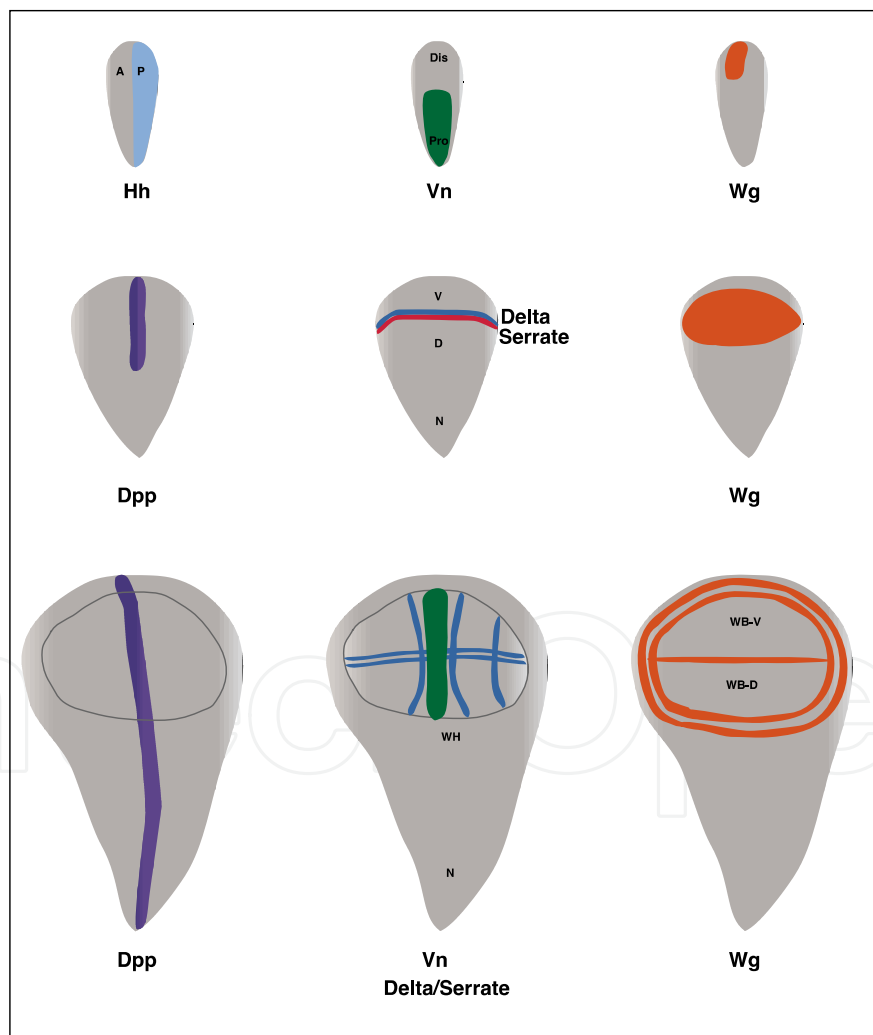 A P
Dis
Pro
Hh
Vn
Wg
V
Delta
Serrate
D
N
Dpp
Wg
WB-V
WB-D
WH
N
Dpp
Vn
Wg
Delta/Serrate